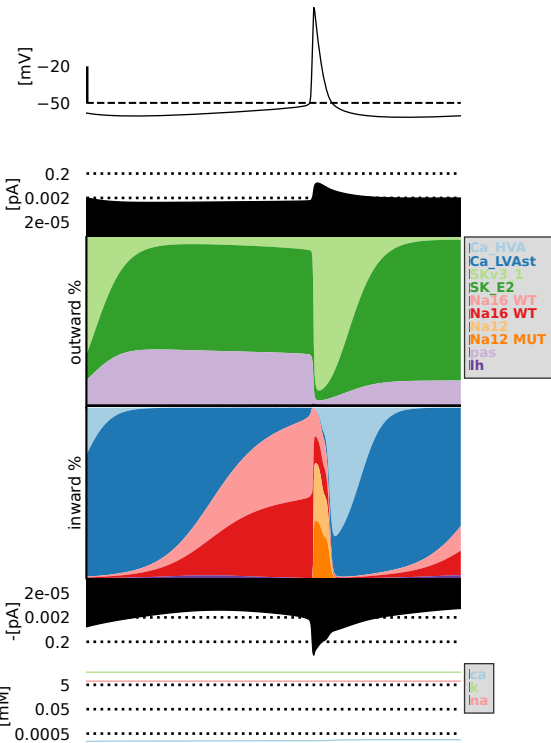 [mV]
−20
−50
[pA]
0.2
0.002
2e-05
outward %
Ca_HVA
Ca_LVAst
SKv3_1
SK_E2
Na16 WT
Na16 WT
Na12
Na12 MUT
pas
Ih
inward %
-[pA]
2e-05
0.002
0.2
[mM]
5
0.05
0.0005
ca
k
na